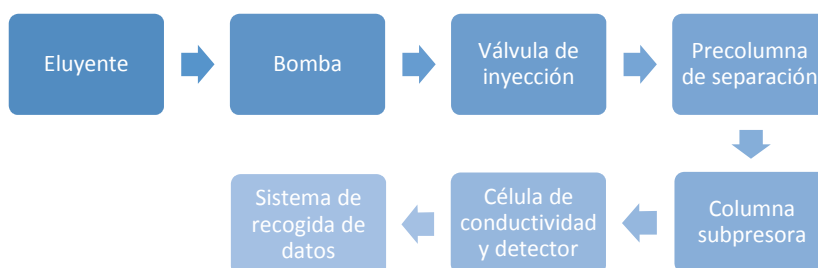 Eluyente
Bomba
Válvula de
inyección
Precolumna
de separación
Columna
subpresora
Célula de
conductividad
y detector
Sistema de
recogida de
datos